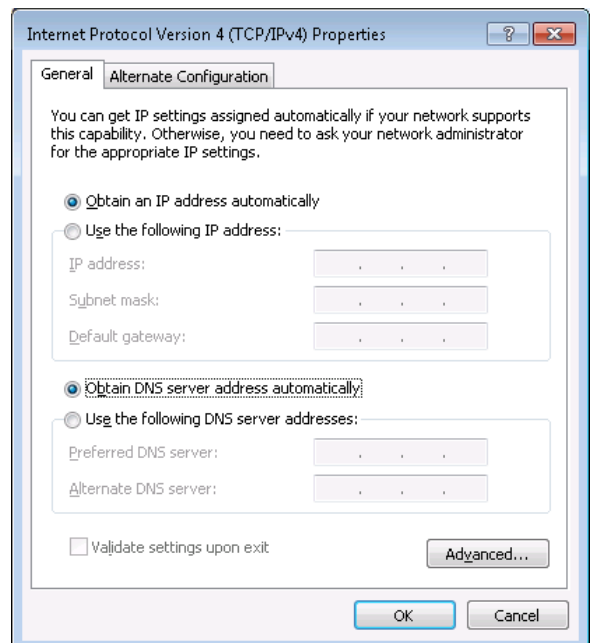 Internet Protocol Version 4 (TCP/IPv4) Properties
General
Alternate Configuration
You can get IP settings assigned automatically if your network supports
this capability. Otherwise, you need to ask your network administrator
for the appropriate IP settings.
Obtain an IP address automatically
Use the following IP address:
IP address:
Subnet mask:
Default gateway:
Obtain DNS server address automatically
Use the following DNS server addresses:
Preferred DNS server:
Alternate DNS server:
Validate settings upon exit
Advanced...
OK
Cancel